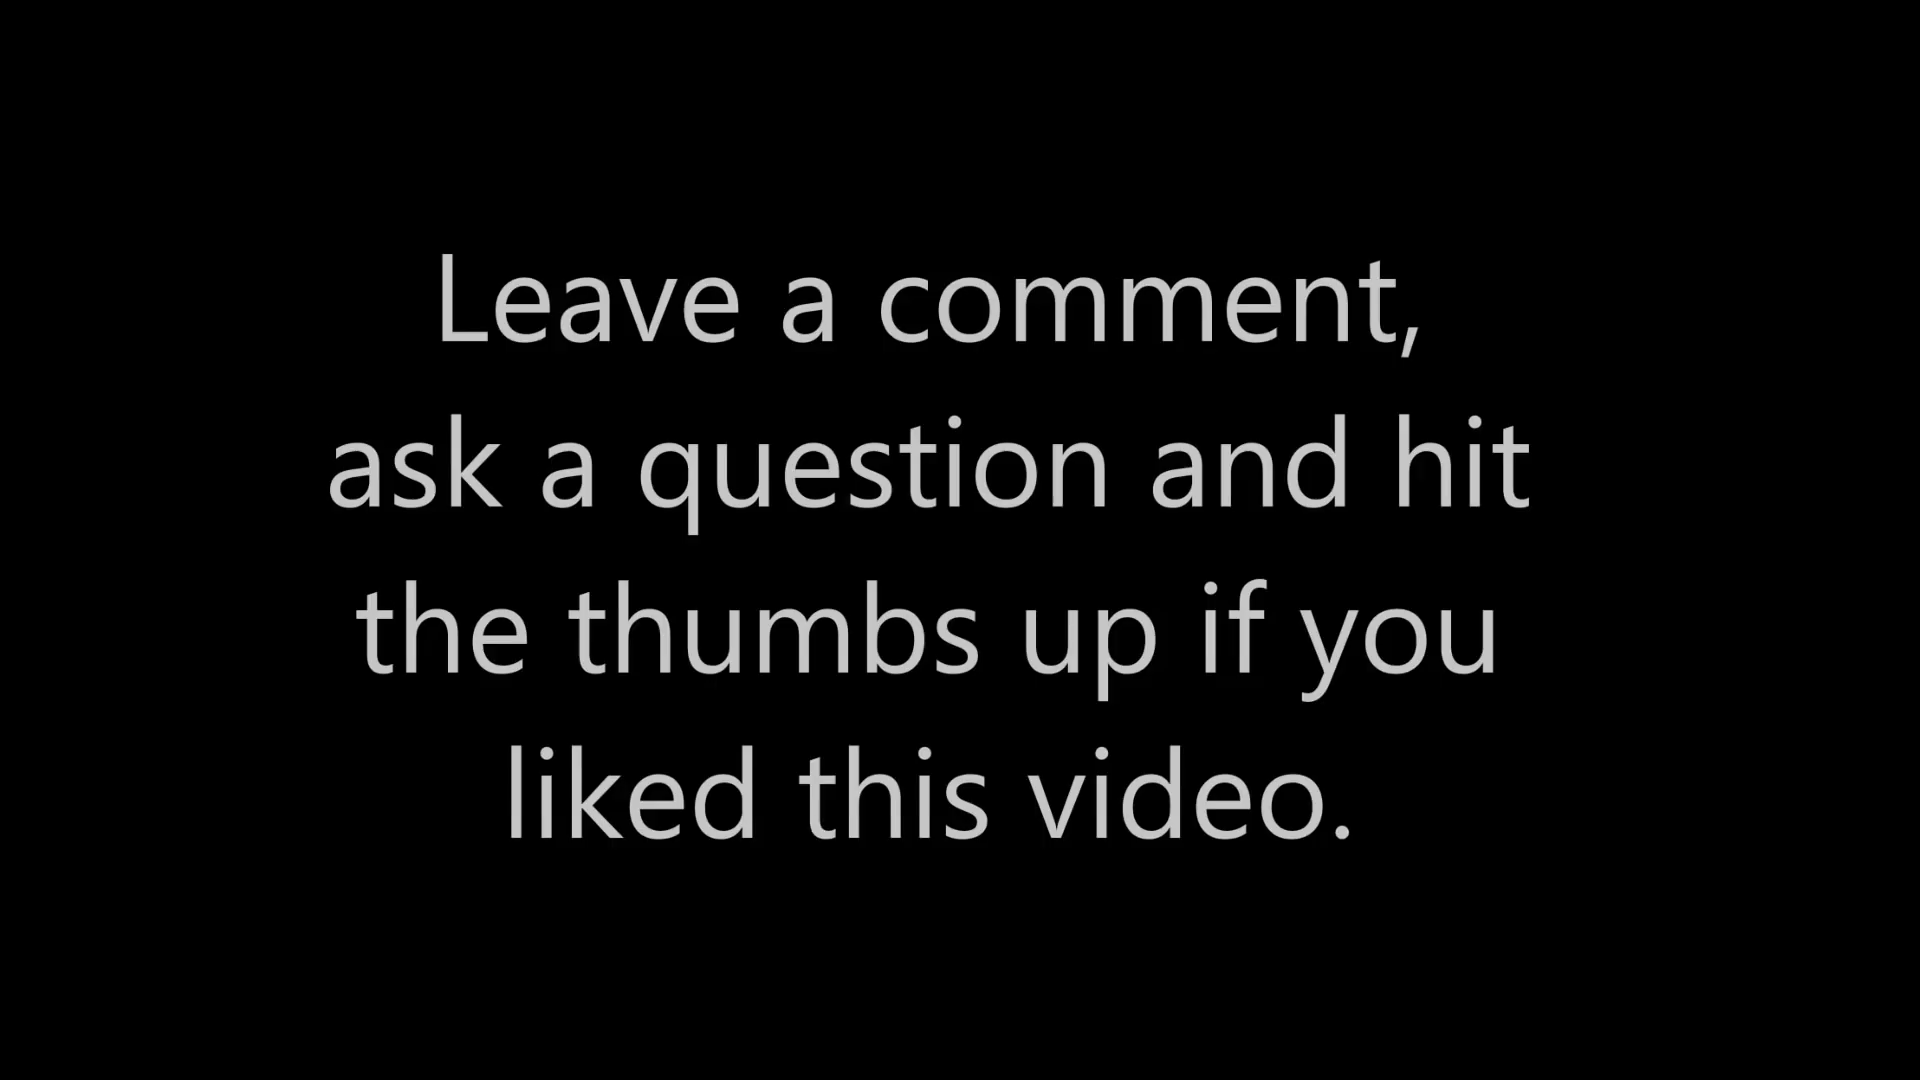 Leave a comment,
ask a question and hit
the thumbs up if you
liked this video.